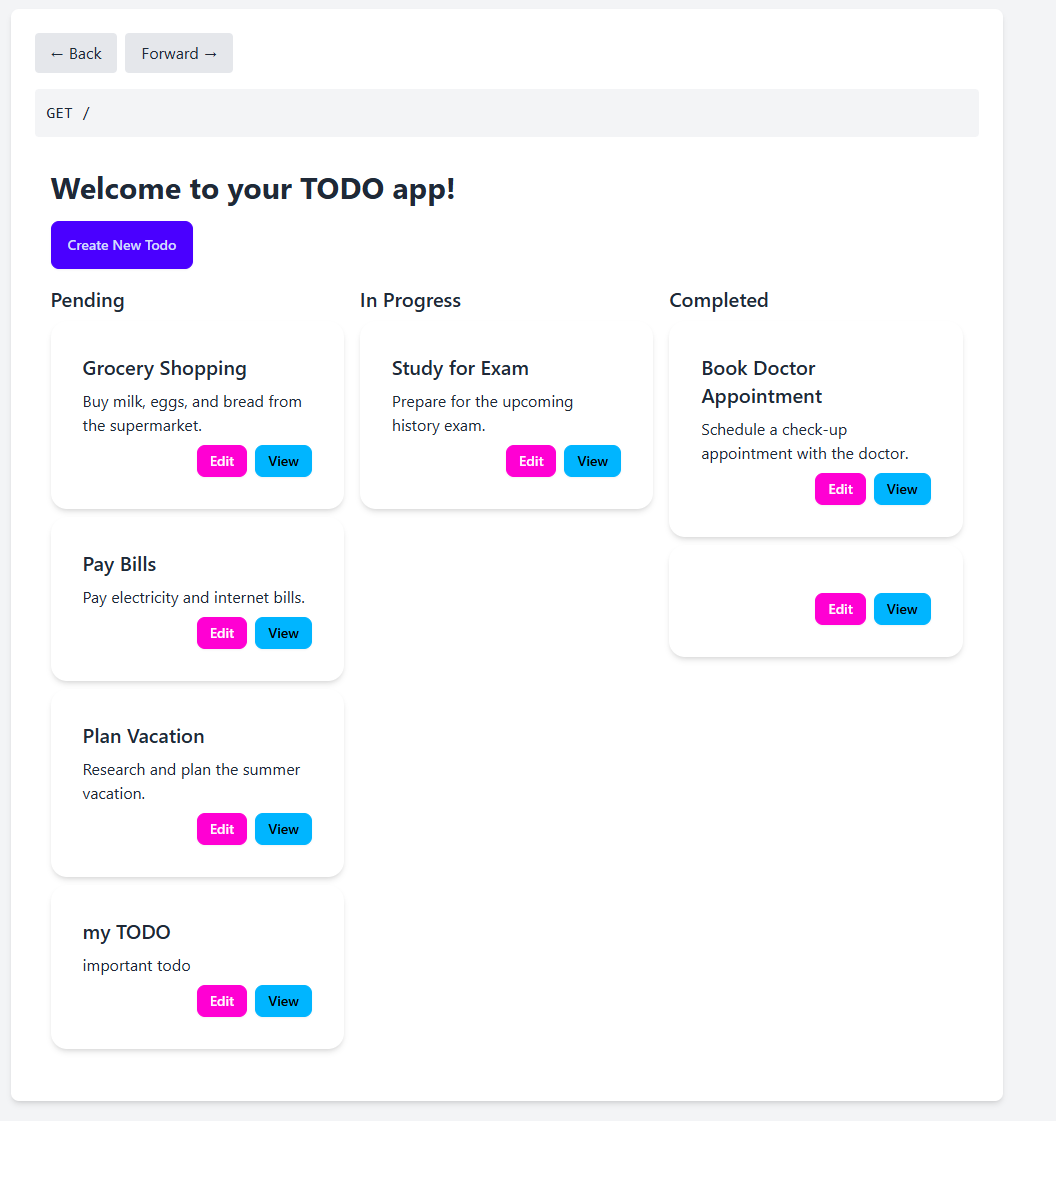 ← Back Forward →
GET /
Welcome to your TODO app!
Create New Todo
Pending
Grocery Shopping
Buy milk, eggs, and bread from
the supermarket.
Edit View
Pay Bills
Pay electricity and internet bills.
Edit View
Plan Vacation
Research and plan the summer
vacation.
Edit View
my TODO
important todo
Edit View
In Progress
Study for Exam
Prepare for the upcoming
history exam.
Edit View
Completed
Book Doctor
Appointment
Schedule a check-up
appointment with the doctor.
Edit View
Edit View